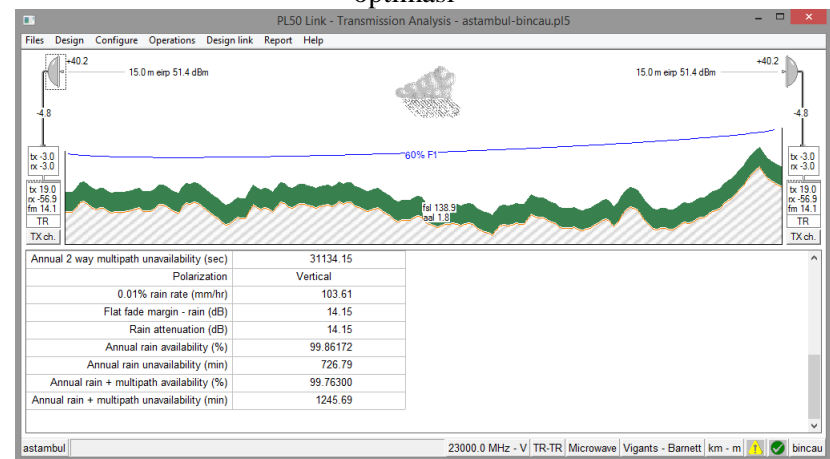 optimasi
PL50 Link - Transmission Analysis - astambul-bincau.pl5
Files Design Configure Operations Design link Report Help
+40.2
15.0 m eirp 51.4 dBm
15.0 m eirp 51.4 dBm
+40.2
-4.8
-4.8
60% F1
tx -3.0
rx -3.0
tx -3.0
rx -3.0
tx 19.0
rx -56.9
fm 14.1
TR
TX ch.
fsl 138.9
aal 1.8
tx 19.0
rx -56.9
fm 14.1
TR
TX ch.
Annual 2 way multipath unavailability (sec) 31134.15
Polarization Vertical
0.01% rain rate (mm/hr) 103.61
Flat fade margin - rain (dB) 14.15
Rain attenuation (dB) 14.15
Annual rain availability (%) 99.86172
Annual rain unavailability (min) 726.79
Annual rain + multipath availability (%) 99.76300
Annual rain + multipath unavailability (min) 1245.69
astambul 23000.0 MHz - V TR-TR Microwave Vigants - Barnett km - m bincau